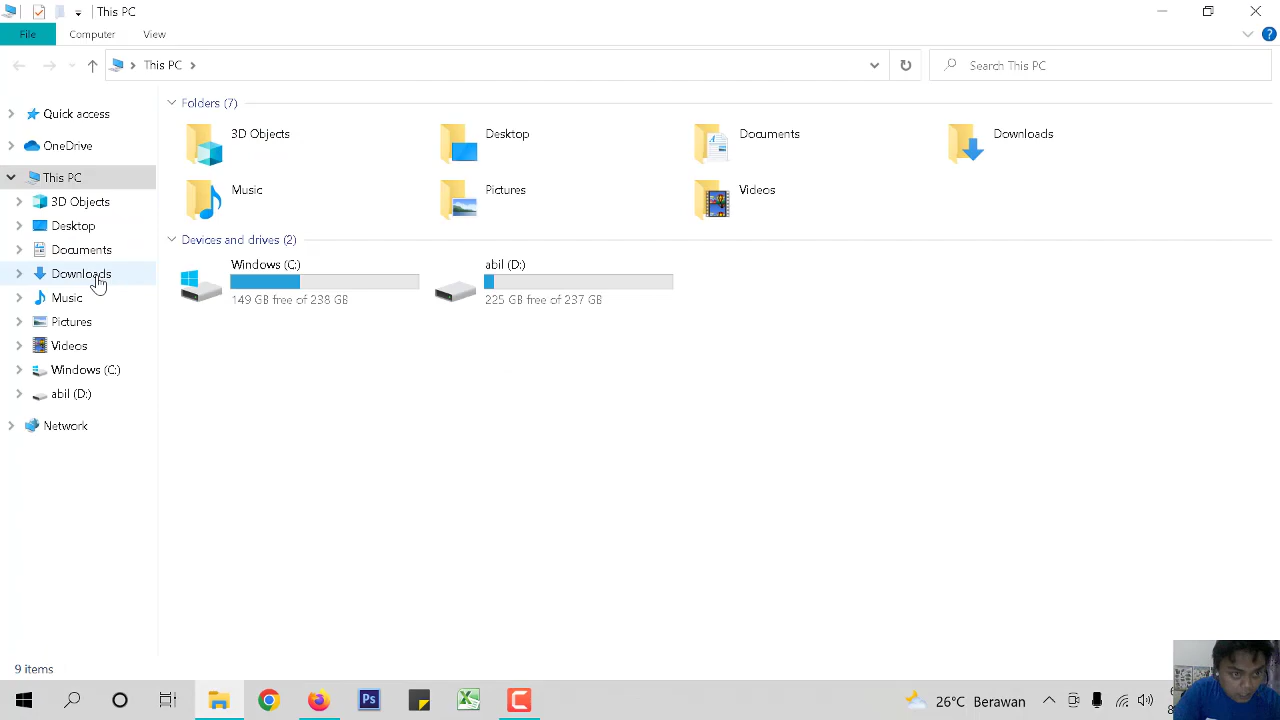 This PC
File
Computer
View
This PC
Search This PC
Quick access
OneDrive
This PC
3D Objects
Desktop
Documents
Downloads
Music
Pictures
Videos
Windows (C:)
abil (D:)
Network
Folders (7)
3D Objects
Desktop
Documents
Downloads
Music
Pictures
Videos
Devices and drives (2)
Windows (C:)
149 GB free of 238 GB
abil (D:)
225 GB free of 237 GB
9 items
Ps
26°C Berawan